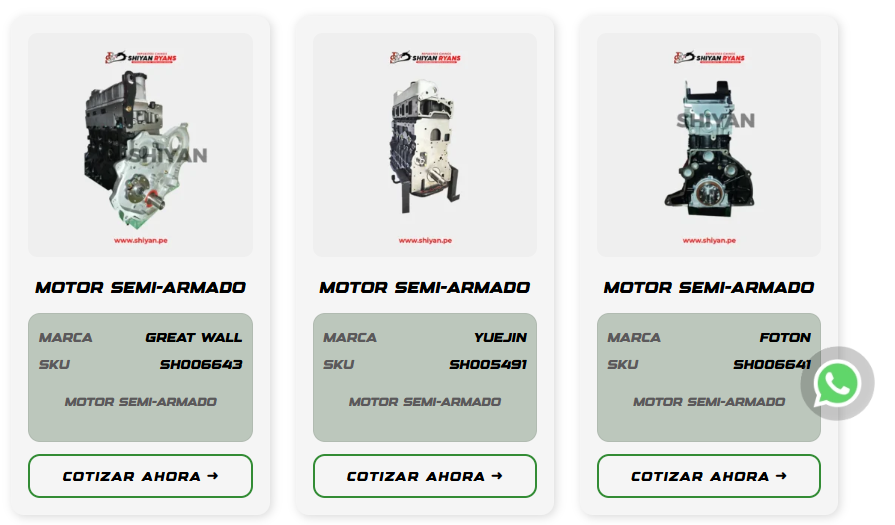 SHIYAN RYANS
SHIYAN
www.shiyan.pe
MOTOR SEMI-ARMADO
MARCA GREAT WALL
SKU SH006643
MOTOR SEMI-ARMADO
COTIZAR AHORA →
SHIYAN RYANS
www.shiyan.pe
MOTOR SEMI-ARMADO
MARCA YUEJIN
SKU SH005491
MOTOR SEMI-ARMADO
COTIZAR AHORA →
SHIYAN RYANS
SHIYAN
www.shiyan.pe
MOTOR SEMI-ARMADO
MARCA FOTON
SKU SH006641
MOTOR SEMI-ARMADO
COTIZAR AHORA →